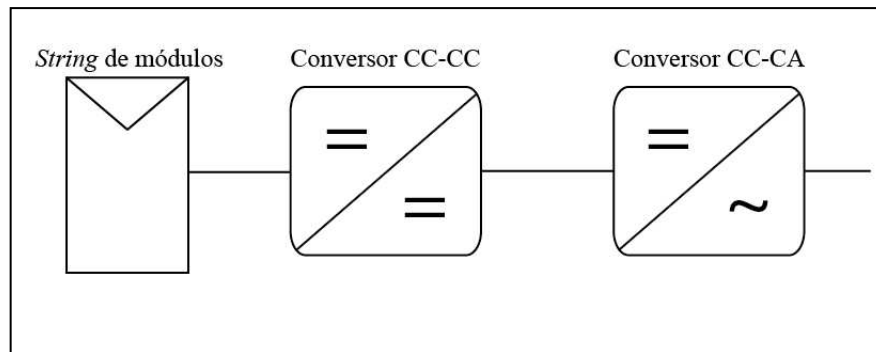 String de módulos
Conversor CC-CC
Conversor CC-CA
=
=
=
~